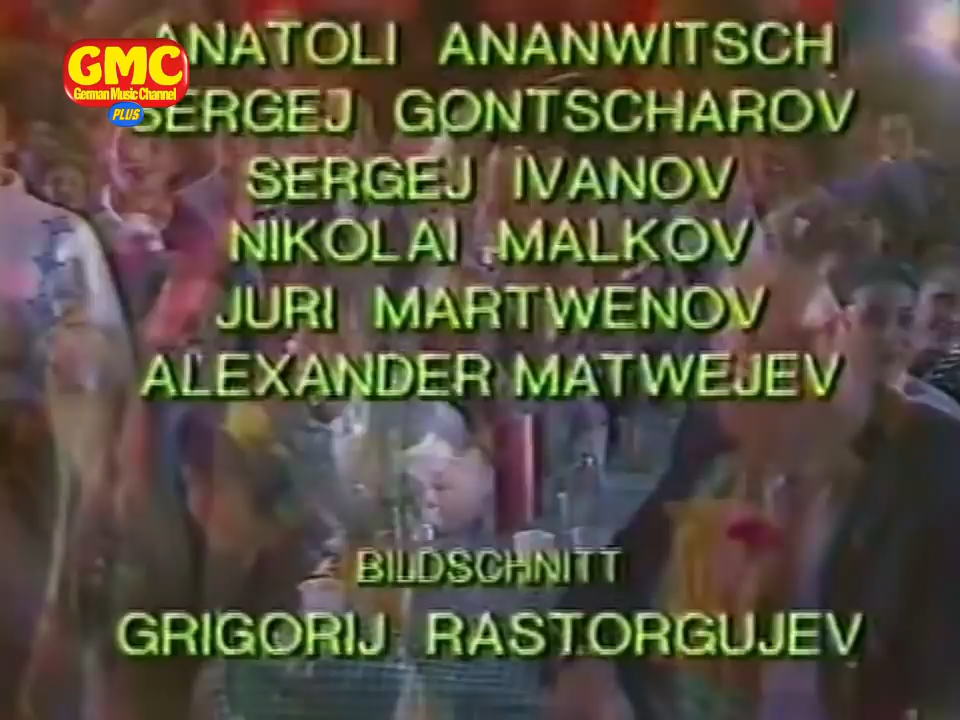 GMC
German Music Channel
PLUS
ANATOLI ANANWITSCH
SERGEJ GONTSCHAROV
SERGEJ IVANOV
NIKOLAI MALKOV
JURI MARTWENOV
ALEXANDER MATWEJEV
BILDSCHNITT
GRIGORIJ RASTORGUJEV